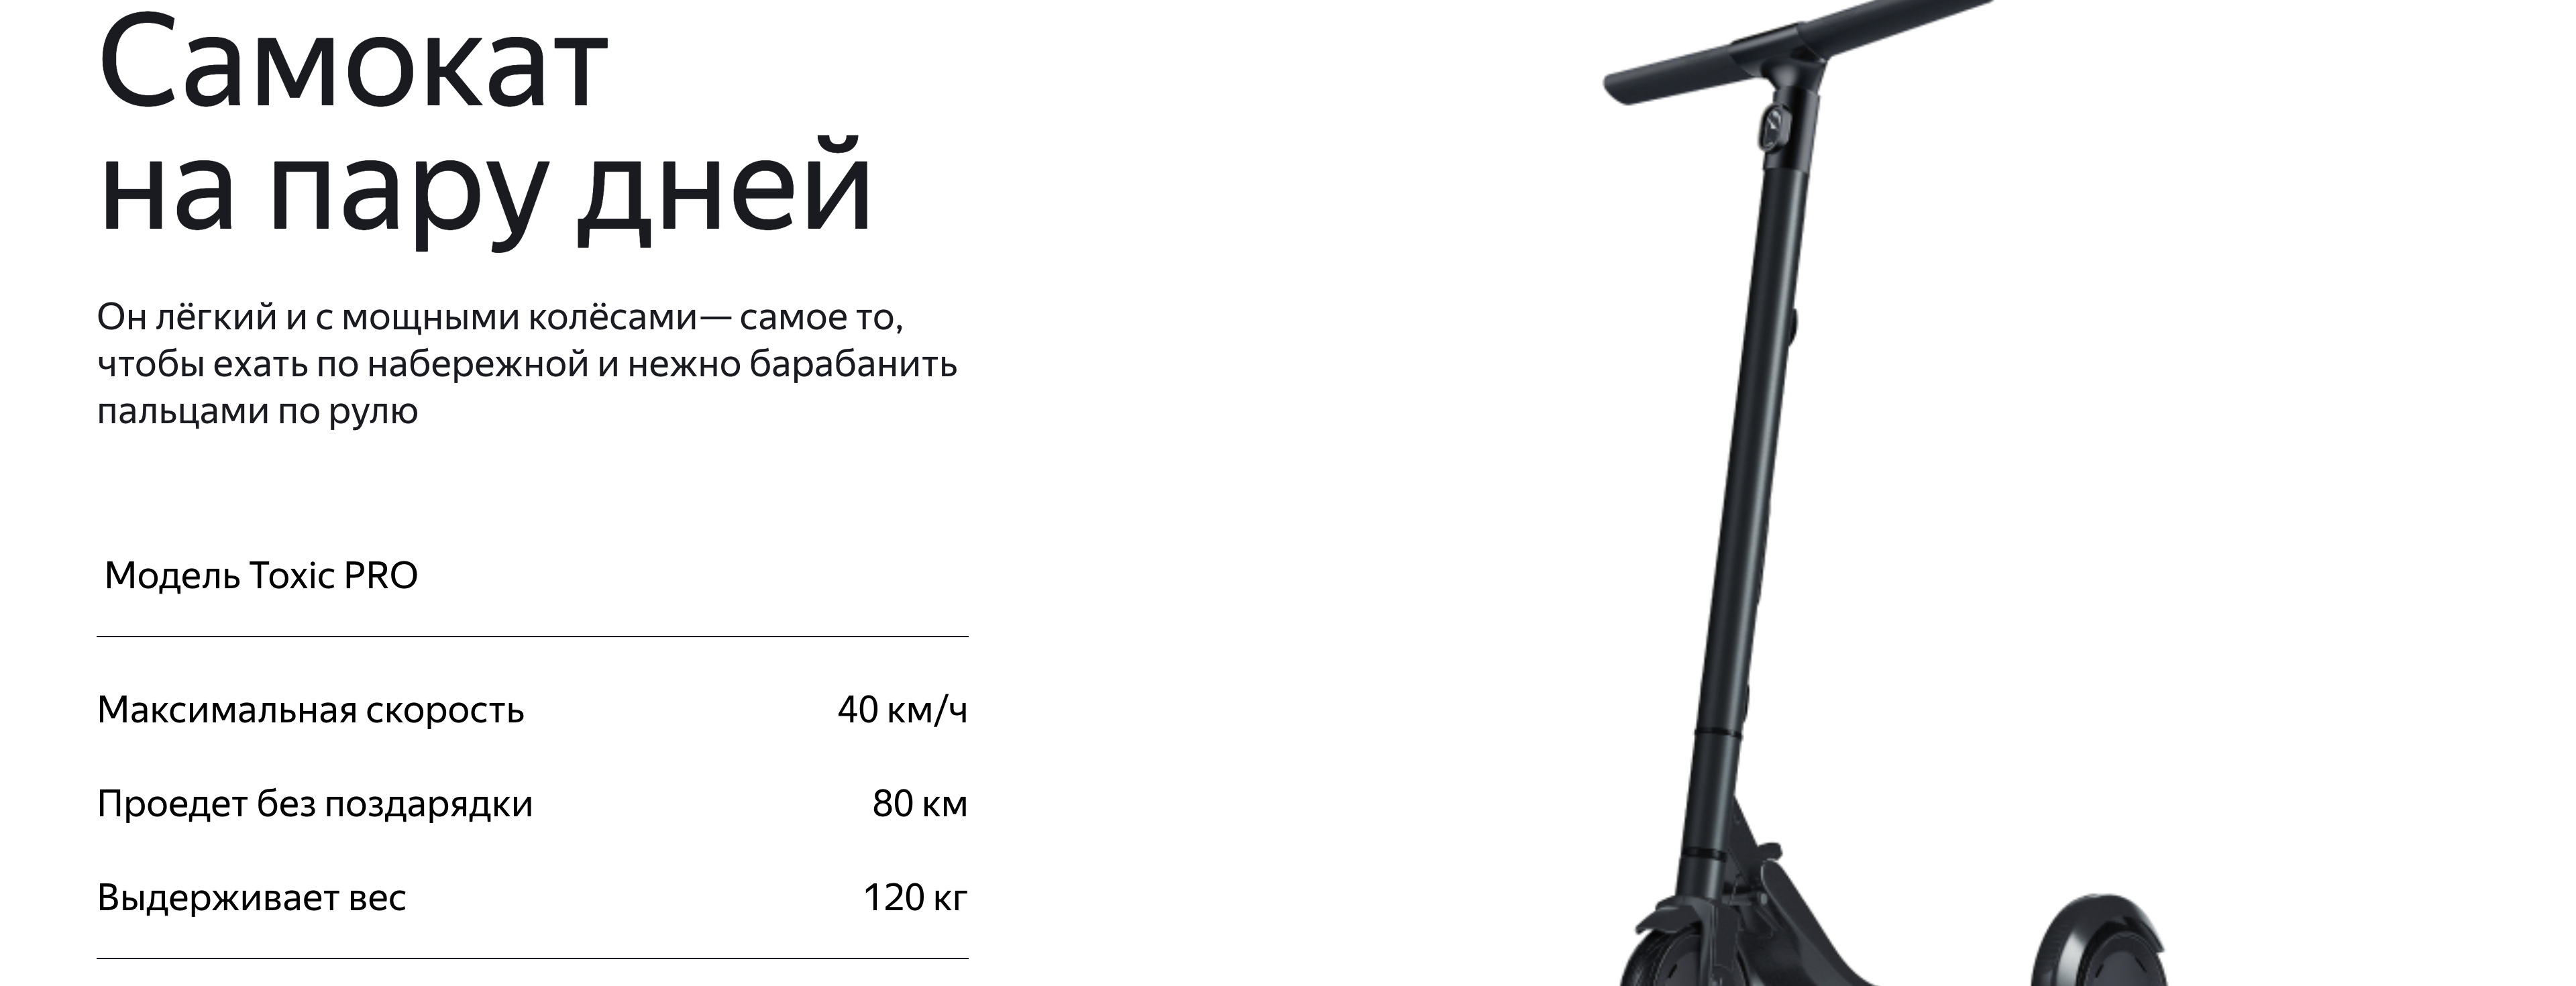 Самокат
на пару дней
Он лёгкий и с мощными колёсами— самое то,
чтобы ехать по набережной и нежно барабанить
пальцами по рулю
Модель Toxic PRO
Максимальная скорость 40 км/ч
Проедет без поздарядки 80 км
Выдерживает вес 120 кг